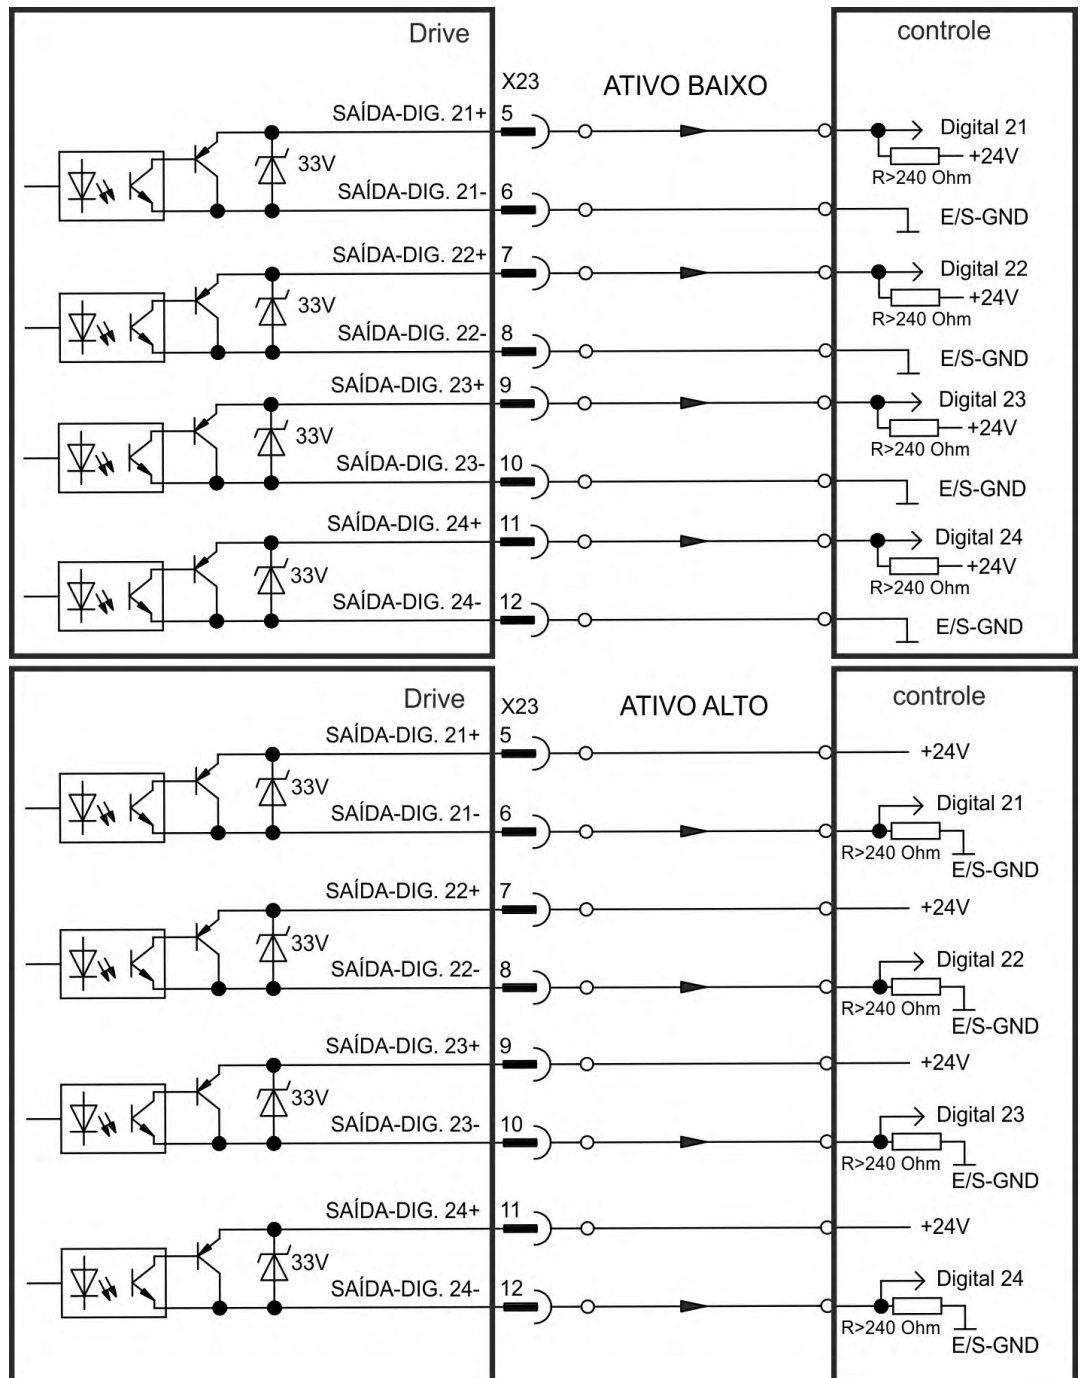 Drive
controle
X23
ATIVO BAIXO
SAÍDA-DIG. 21+
5
Digital 21
33V
+24V
R>240 Ohm
SAÍDA-DIG. 21-
6
E/S-GND
SAÍDA-DIG. 22+
7
Digital 22
33V
+24V
R>240 Ohm
SAÍDA-DIG. 22-
8
E/S-GND
SAÍDA-DIG. 23+
9
Digital 23
33V
+24V
R>240 Ohm
SAÍDA-DIG. 23-
10
E/S-GND
SAÍDA-DIG. 24+
11
Digital 24
33V
+24V
R>240 Ohm
SAÍDA-DIG. 24-
12
E/S-GND
Drive
controle
X23
ATIVO ALTO
SAÍDA-DIG. 21+
5
+24V
33V
SAÍDA-DIG. 21-
6
Digital 21
R>240 Ohm
E/S-GND
SAÍDA-DIG. 22+
7
+24V
33V
SAÍDA-DIG. 22-
8
Digital 22
R>240 Ohm
E/S-GND
SAÍDA-DIG. 23+
9
+24V
33V
SAÍDA-DIG. 23-
10
Digital 23
R>240 Ohm
E/S-GND
SAÍDA-DIG. 24+
11
+24V
33V
SAÍDA-DIG. 24-
12
Digital 24
R>240 Ohm
E/S-GND